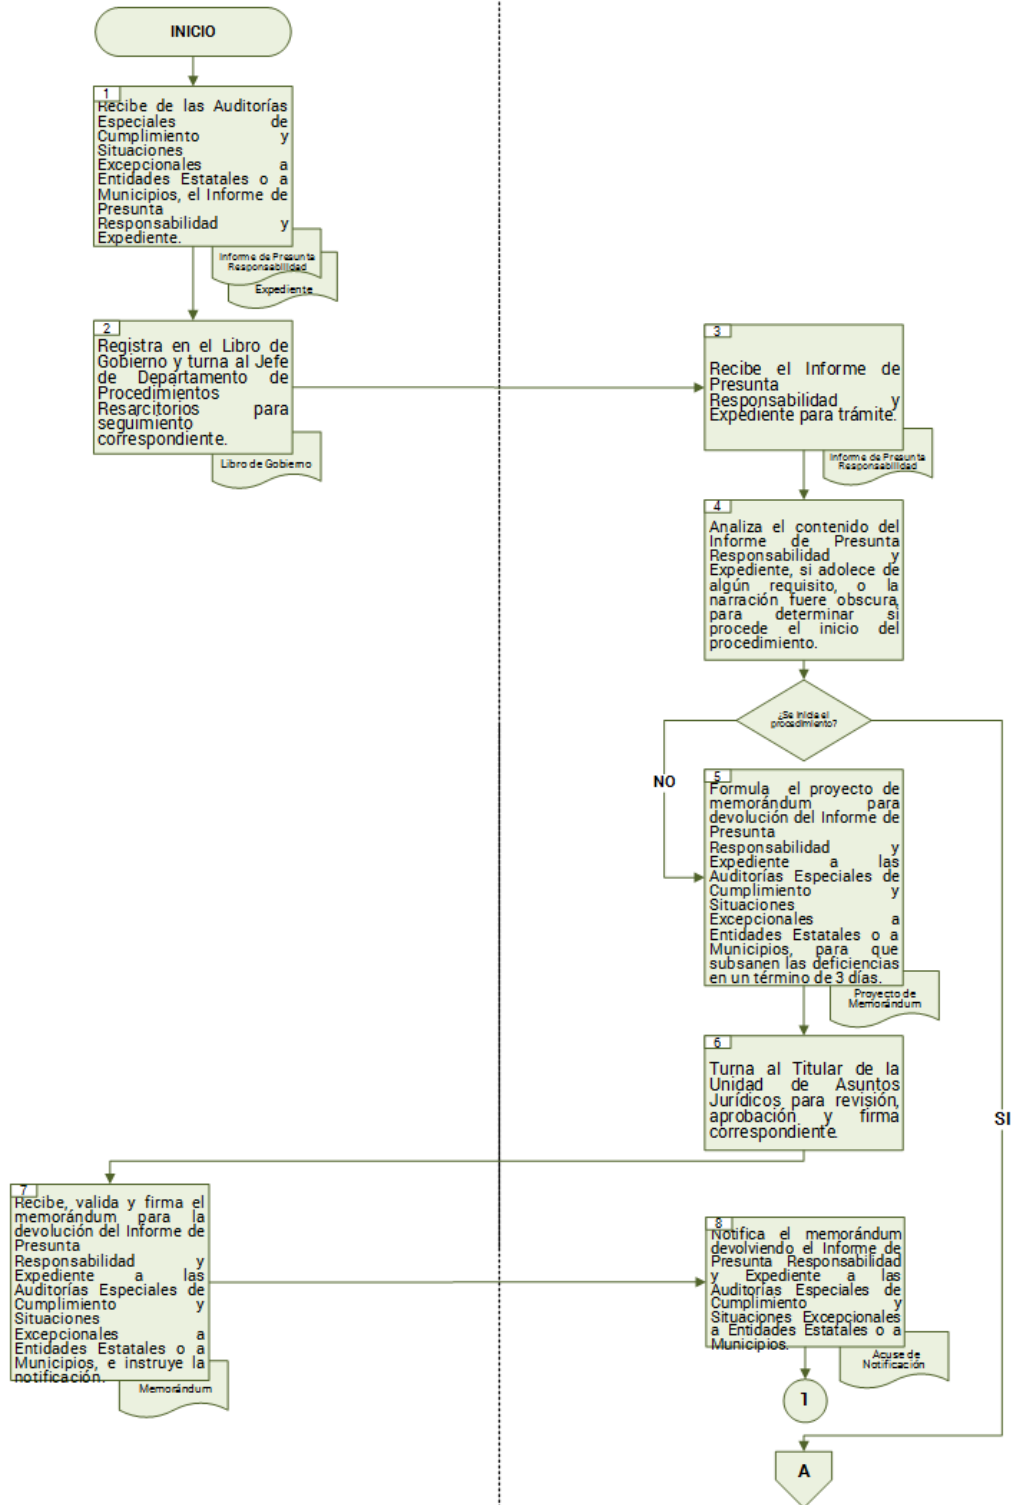 INICIO
1
Recibe de las Auditorías
Especiales de
Cumplimiento y
Situaciones
Excepcionales a
Entidades Estatales o a
Municipios, el Informe de
Presunta
Responsabilidad y
Expediente.
Informe de Presunta
Responsabilidad
Expediente
2
Registra en el Libro de
Gobierno y turna al Jefe
de Departamento de
Procedimientos
Resarcitorios para
seguimiento
correspondiente.
Libro de Gobierno
3
Recibe el Informe de
Presunta
Responsabilidad y
Expediente para trámite.
Informe de Presunta
Responsabilidad
4
Analiza el contenido del
Informe de Presunta
Responsabilidad y
Expediente, si adolece de
algún requisito, o la
narración fuere obscura,
para determinar si
procede el inicio del
procedimiento.
¿Se inicia el
procedimiento?
NO
SI
5
Formula el proyecto de
memorándum para
devolución del Informe de
Presunta
Responsabilidad y
Expediente a las
Auditorías Especiales de
Cumplimiento y
Situaciones
Excepcionales a
Entidades Estatales o a
Municipios, para que
subsanen las deficiencias
en un término de 3 días.
Proyecto de
Memorándum
6
Turna al Titular de la
Unidad de Asuntos
Jurídicos para revisión,
aprobación y firma
correspondiente.
7
Recibe, valida y firma el
memorándum para la
devolución del Informe de
Presunta
Responsabilidad y
Expediente a las
Auditorías Especiales de
Cumplimiento y
Situaciones
Excepcionales a
Entidades Estatales o a
Municipios, e instruye la
notificación.
Memorándum
8
Notifica el memorándum
devolviendo el Informe de
Presunta Responsabilidad
y Expediente a las
Auditorías Especiales de
Cumplimiento y
Situaciones Excepcionales
a Entidades Estatales o a
Municipios.
Acuse de
Notificación
1
A